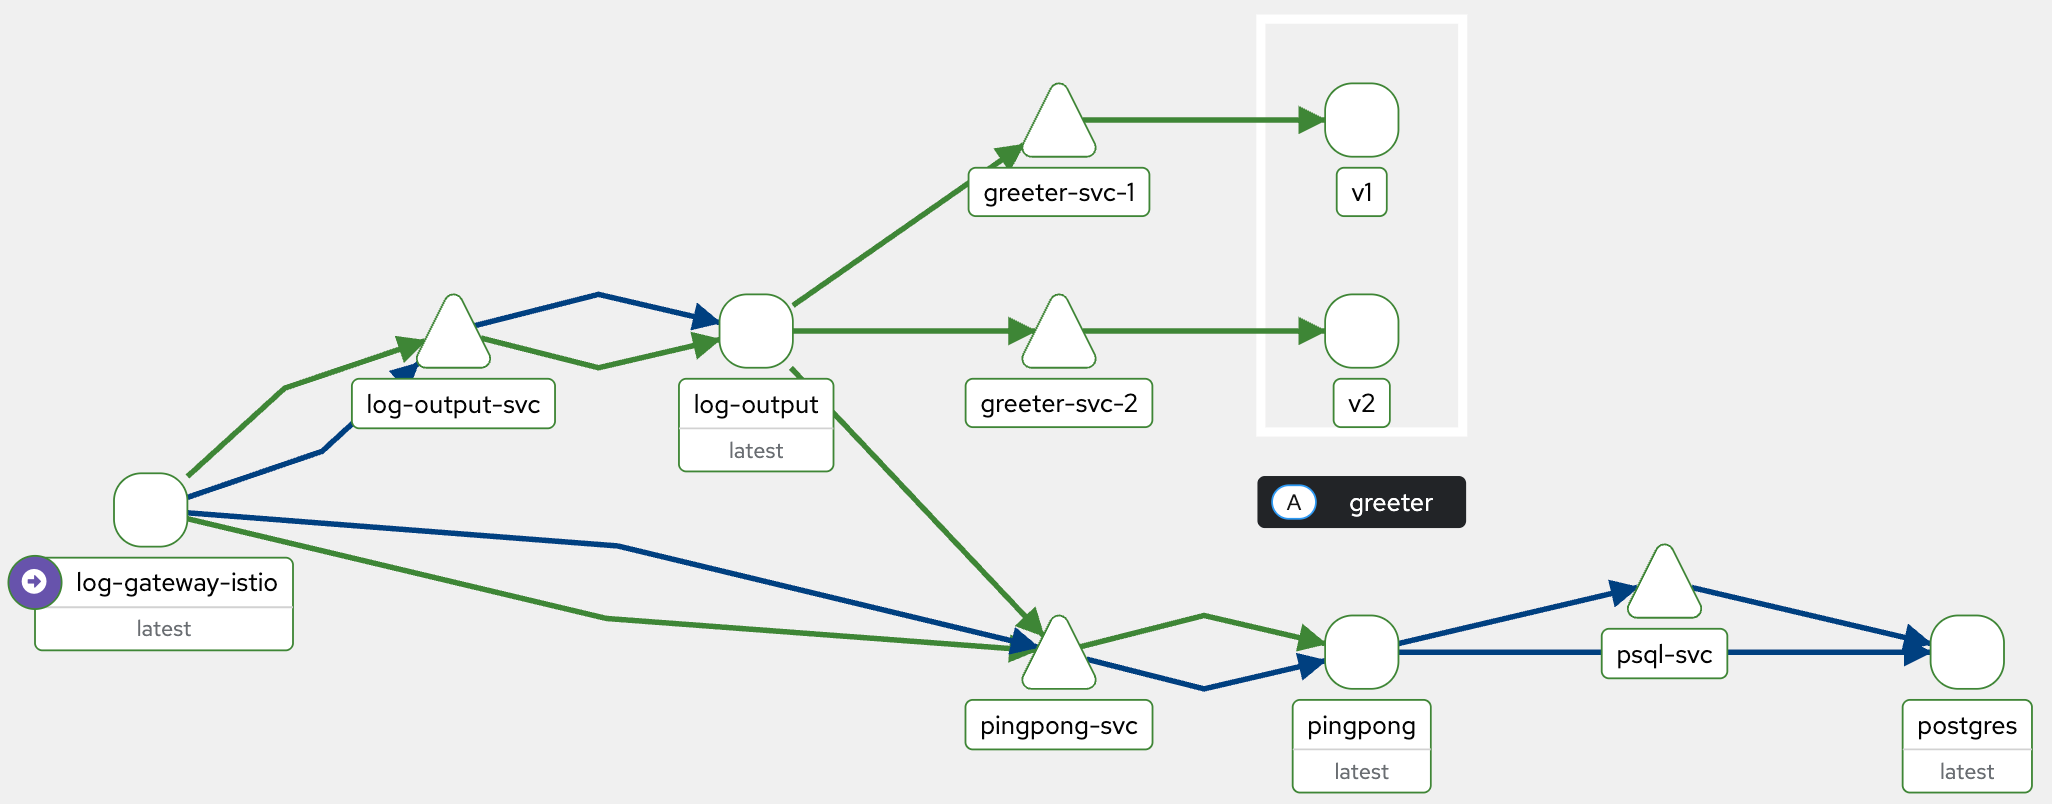 greeter-svc-1
v1
log-output-svc
log-output
latest
greeter-svc-2
v2
A greeter
log-gateway-istio
latest
psql-svc
pingpong-svc
pingpong
latest
postgres
latest